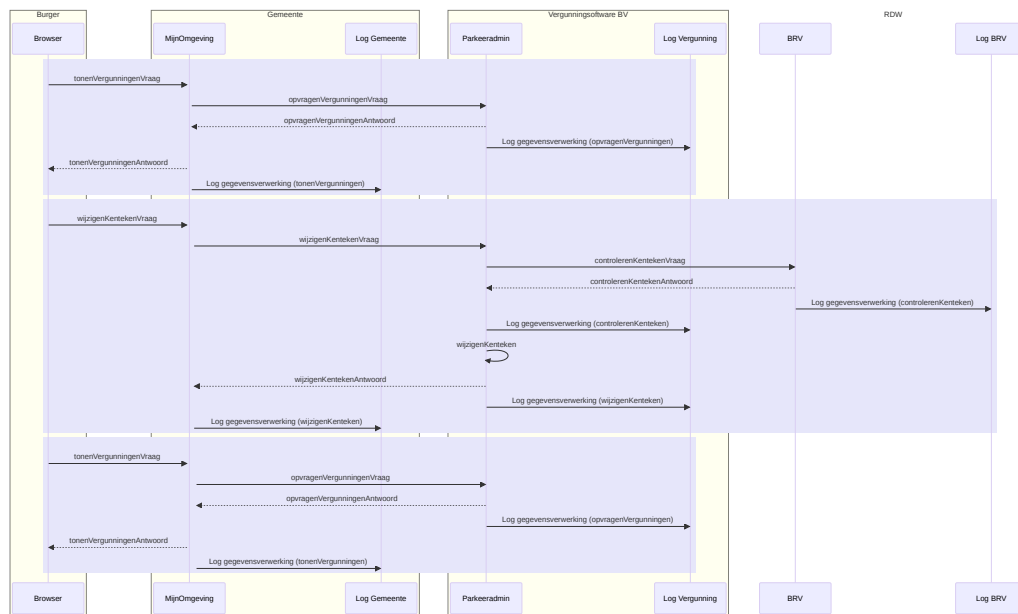 Burger
Gemeente
Vergunningsoftware BV
RDW
Browser
MijnOmgeving
Log Gemeente
Parkeeradmin
Log Vergunning
BRV
Log BRV
tonenVergunningenVraag
opvragenVergunningenVraag
opvragenVergunningenAntwoord
Log gegevensverwerking (opvragenVergunningen)
tonenVergunningenAntwoord
Log gegevensverwerking (tonenVergunningen)
wijzigenKentekenVraag
wijzigenKentekenVraag
controlerenKentekenVraag
controlerenKentekenAntwoord
Log gegevensverwerking (controlerenKenteken)
Log gegevensverwerking (controlerenKenteken)
wijzigenKenteken
wijzigenKentekenAntwoord
Log gegevensverwerking (wijzigenKenteken)
Log gegevensverwerking (wijzigenKenteken)
tonenVergunningenVraag
opvragenVergunningenVraag
opvragenVergunningenAntwoord
Log gegevensverwerking (opvragenVergunningen)
tonenVergunningenAntwoord
Log gegevensverwerking (tonenVergunningen)
Browser
MijnOmgeving
Log Gemeente
Parkeeradmin
Log Vergunning
BRV
Log BRV